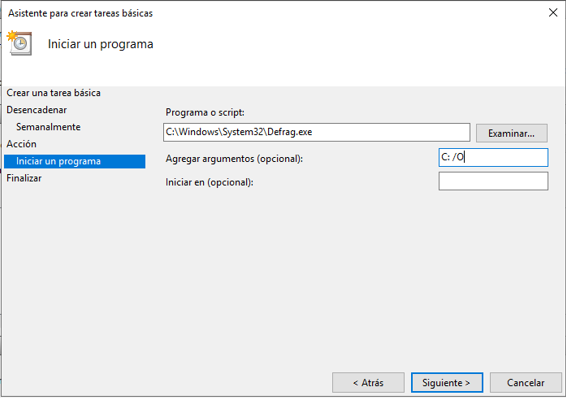 Asistente para crear tareas básicas
Iniciar un programa
Crear una tarea básica
Desencadenar
Semanalmente
Acción
Iniciar un programa
Finalizar
Programa o script:
C:\Windows\System32\Defrag.exe
Examinar...
Agregar argumentos (opcional):
C: /O
Iniciar en (opcional):
< Atrás
Siguiente >
Cancelar